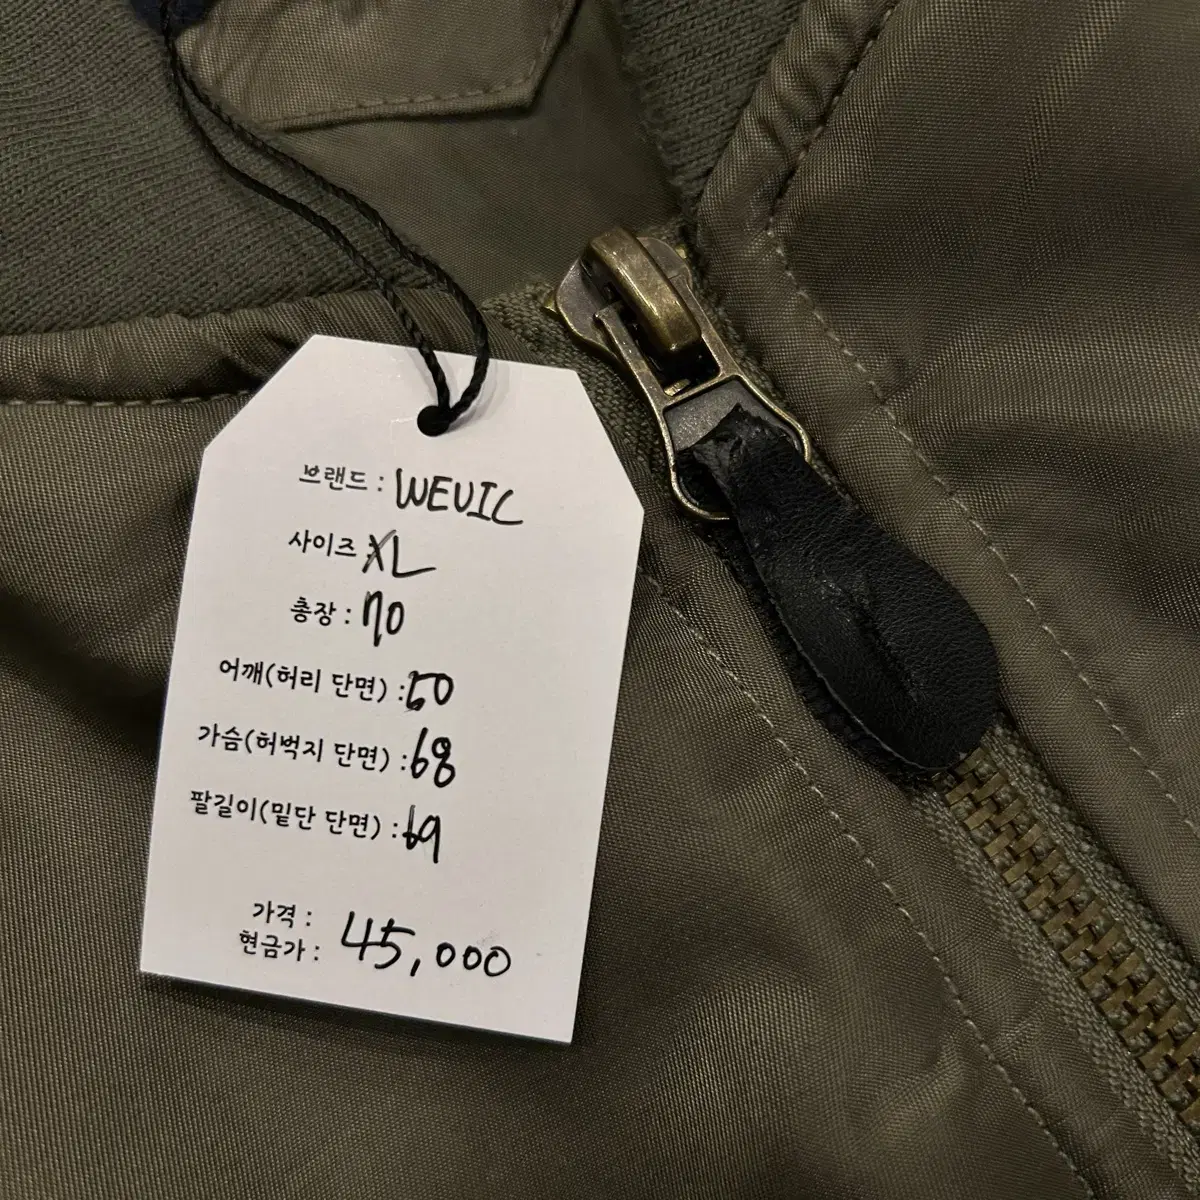 브랜드 : WEVIC
사이즈 : XL
총장 : 70
어깨(허리 단면) : 50
가슴(허벅지 단면) : 68
팔길이(밑단 단면) : 69
가격 :
현금가 : 45,000